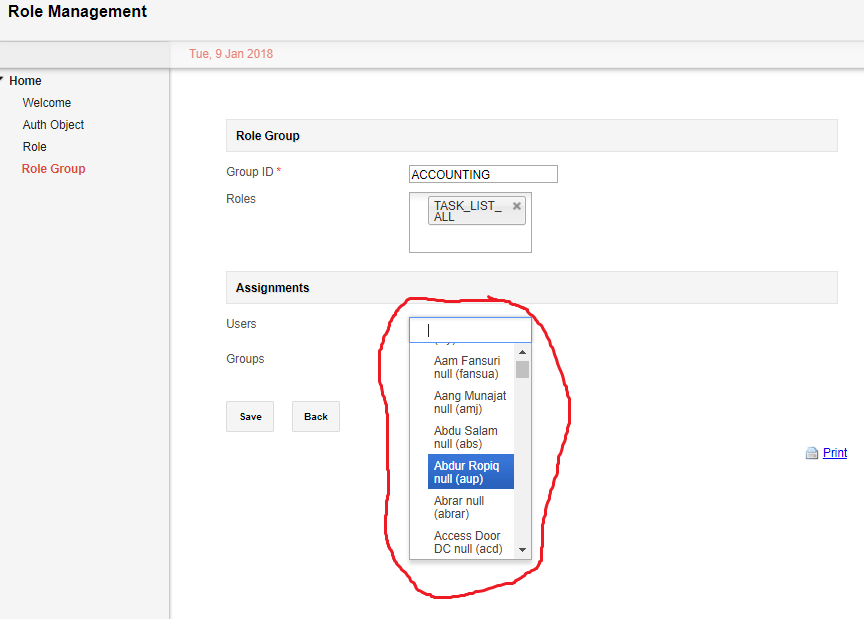 Role Management
Tue, 9 Jan 2018
Home
Welcome
Auth Object
Role
Role Group
Role Group
Group ID *
ACCOUNTING
Roles
TASK_LIST_
ALL
Assignments
Users
Groups
Aam Fansuri
null (fansua)
Aang Munajat
null (amj)
Abdu Salam
null (abs)
Abdur Ropiq
null (aup)
Abrar null
(abrar)
Access Door
DC null (acd)
Save
Back
Print